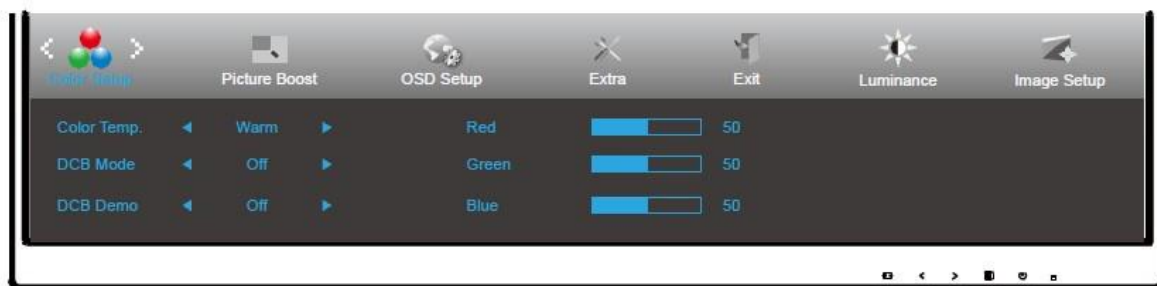 Color Setup Picture Boost OSD Setup Extra Exit Luminance Image Setup
Color Temp. Warm Red 50
DCB Mode Off Green 50
DCB Demo Off Blue 50